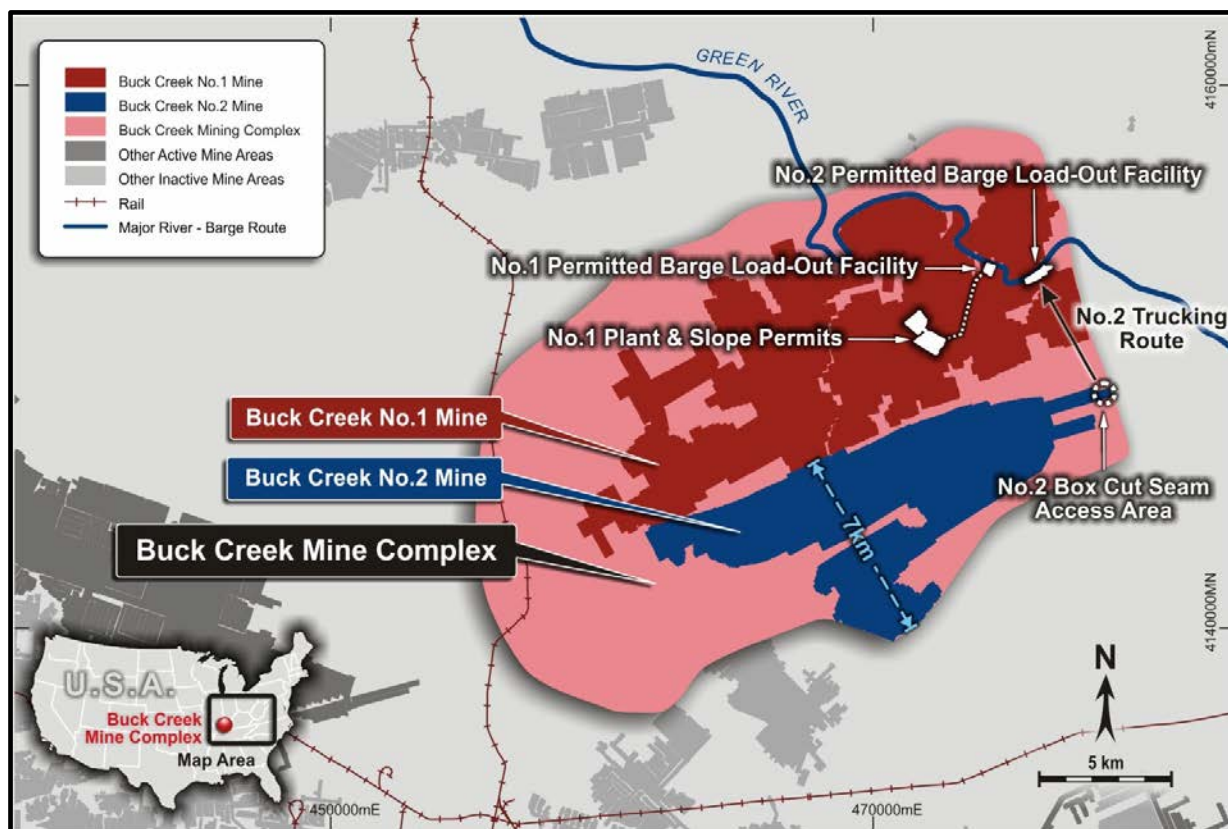 Buck Creek No.1 Mine
Buck Creek No.2 Mine
Buck Creek Mining Complex
Other Active Mine Areas
Other Inactive Mine Areas
Rail
Major River - Barge Route
GREEN RIVER
4160000mN
No.2 Permitted Barge Load-Out Facility
No.1 Permitted Barge Load-Out Facility
No.2 Trucking
Route
No.1 Plant & Slope Permits
Buck Creek No.1 Mine
Buck Creek No.2 Mine
No.2 Box Cut Seam
Access Area
7km
Buck Creek Mine Complex
4140000MN
U.S.A.
Buck Creek
Mine Complex
Map Area
N
5 km
450000mE
470000mE